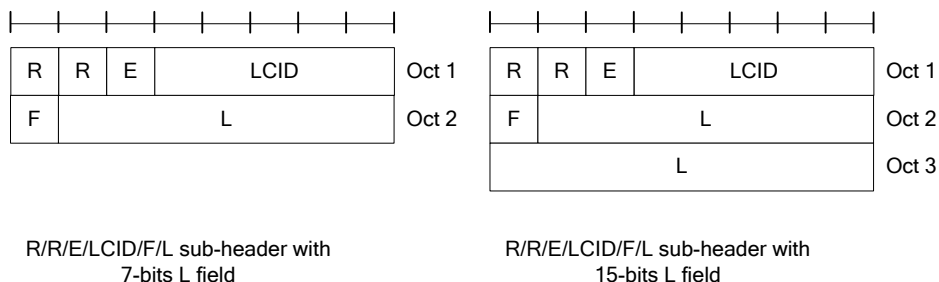 R R E LCID Oct 1
F L Oct 2
R/R/E/LCID/F/L sub-header with
7-bits L field
R R E LCID Oct 1
F L Oct 2
L Oct 3
R/R/E/LCID/F/L sub-header with
15-bits L field